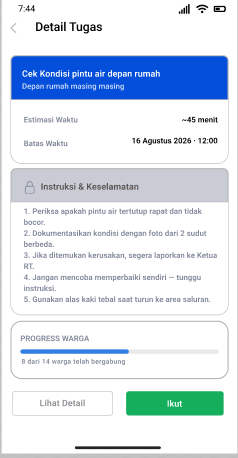 7:44
Detail Tugas
Cek Kondisi pintu air depan rumah
Depan rumah masing masing
Estimasi Waktu
~45 menit
Batas Waktu
16 Agustus 2026 · 12:00
Instruksi & Keselamatan
1. Periksa apakah pintu air tertutup rapat dan tidak
bocor.
2. Dokumentasikan kondisi dengan foto dari 2 sudut
berbeda.
3. Jika ditemukan kerusakan, segera laporkan ke Ketua
RT.
4. Jangan mencoba memperbaiki sendiri — tunggu
instruksi.
5. Gunakan alas kaki tebal saat turun ke area saluran.
PROGRESS WARGA
8 dari 14 warga telah bergabung
Lihat Detail
Ikut